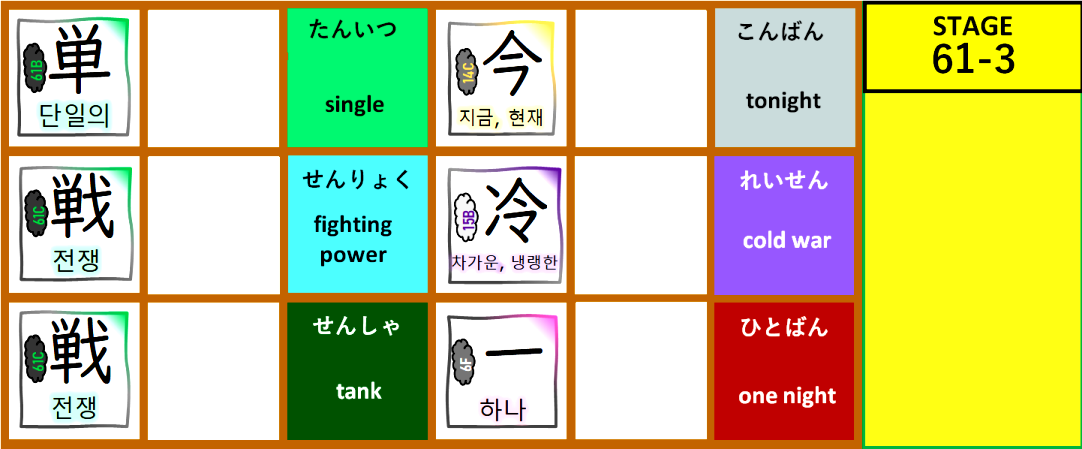 単
61B
단일의
たんいつ
single
今
14C
지금, 현재
こんばん
tonight
STAGE
61-3
戦
61C
전쟁
せんりょく
fighting
power
冷
15B
차가운, 냉랭한
れいせん
cold war
戦
61C
전쟁
せんしゃ
tank
一
6F
하나
ひとばん
one night